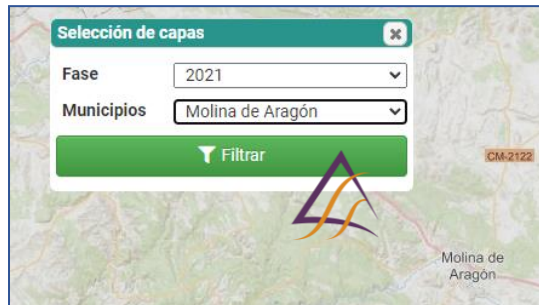 Selección de capas
Fase
2021
Municipios
Molina de Aragón
Filtrar
CM-2122
Molina de
Aragón